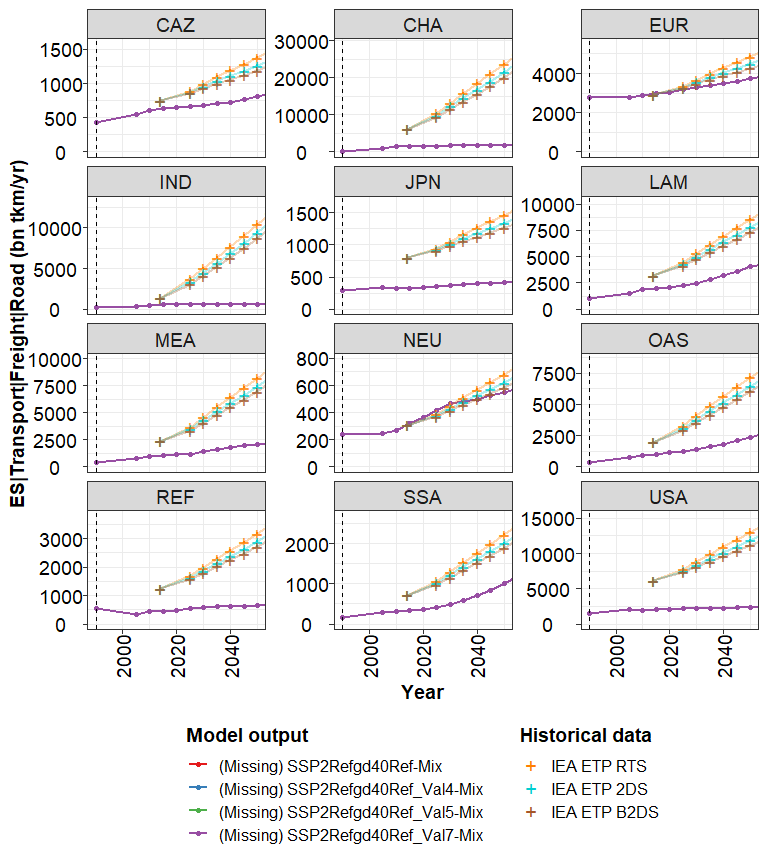 CAZ CHA EUR
1500 1000 500 0
30000 20000 10000 0
4000 2000 0
IND JPN LAM
10000 5000 0
1500 1000 500 0
10000 7500 5000 2500 0
MEA NEU OAS
10000 7500 5000 2500 0
800 600 400 200 0
7500 5000 2500 0
REF SSA USA
3000 2000 1000 0
2000 1000 0
15000 10000 5000 0
ES|Transport|Freight|Road (bn tkm/yr)
2000 2020 2040 2000 2020 2040 2000 2020 2040
Year
Model output
(Missing) SSP2Refgd40Ref-Mix
(Missing) SSP2Refgd40Ref_Val4-Mix
(Missing) SSP2Refgd40Ref_Val5-Mix
(Missing) SSP2Refgd40Ref_Val7-Mix
Historical data
IEA ETP RTS
IEA ETP 2DS
IEA ETP B2DS